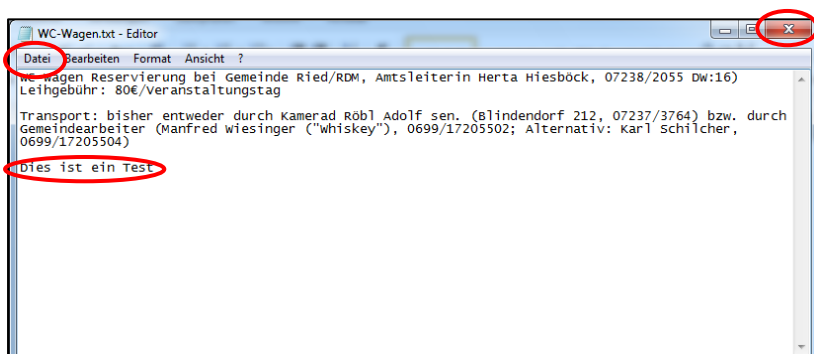 WC-Wagen.txt - Editor
Datei Bearbeiten Format Ansicht ?
WC-Wagen Reservierung bei Gemeinde Ried/RDM, Amtsleiterin Herta Hiesböck, 07238/2055 DW:16)
Leihgebühr: 80€/Veranstaltungstag
Transport: bisher entweder durch Kamerad Röbl Adolf sen. (Blindendorf 212, 07237/3764) bzw. durch
Gemeindearbeiter (Manfred Wiesinger ("Whiskey"), 0699/17205502; Alternativ: Karl Schilcher,
0699/17205504)
Dies ist ein Test